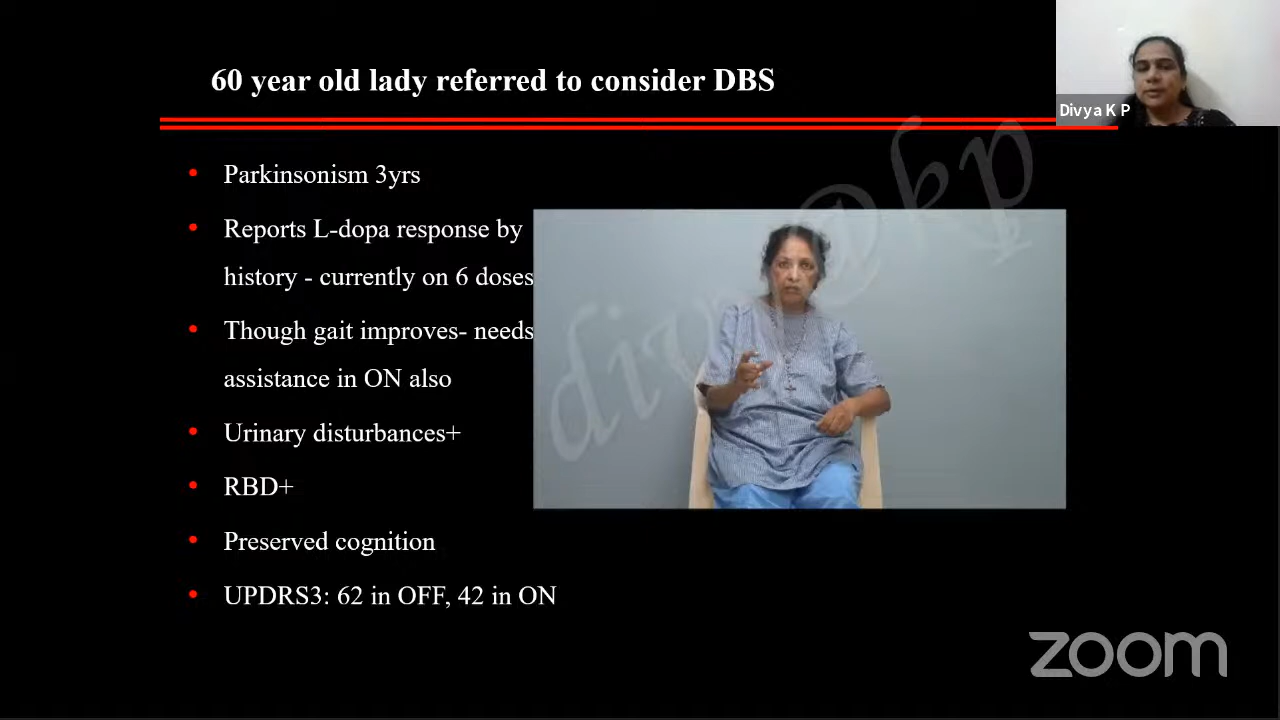 60 year old lady referred to consider DBS
Divya K P
• Parkinsonism 3yrs
• Reports L-dopa response by
history - currently on 6 doses
• Though gait improves- needs
assistance in ON also
• Urinary disturbances+
• RBD+
• Preserved cognition
• UPDRS3: 62 in OFF, 42 in ON
divya@kp
zoom